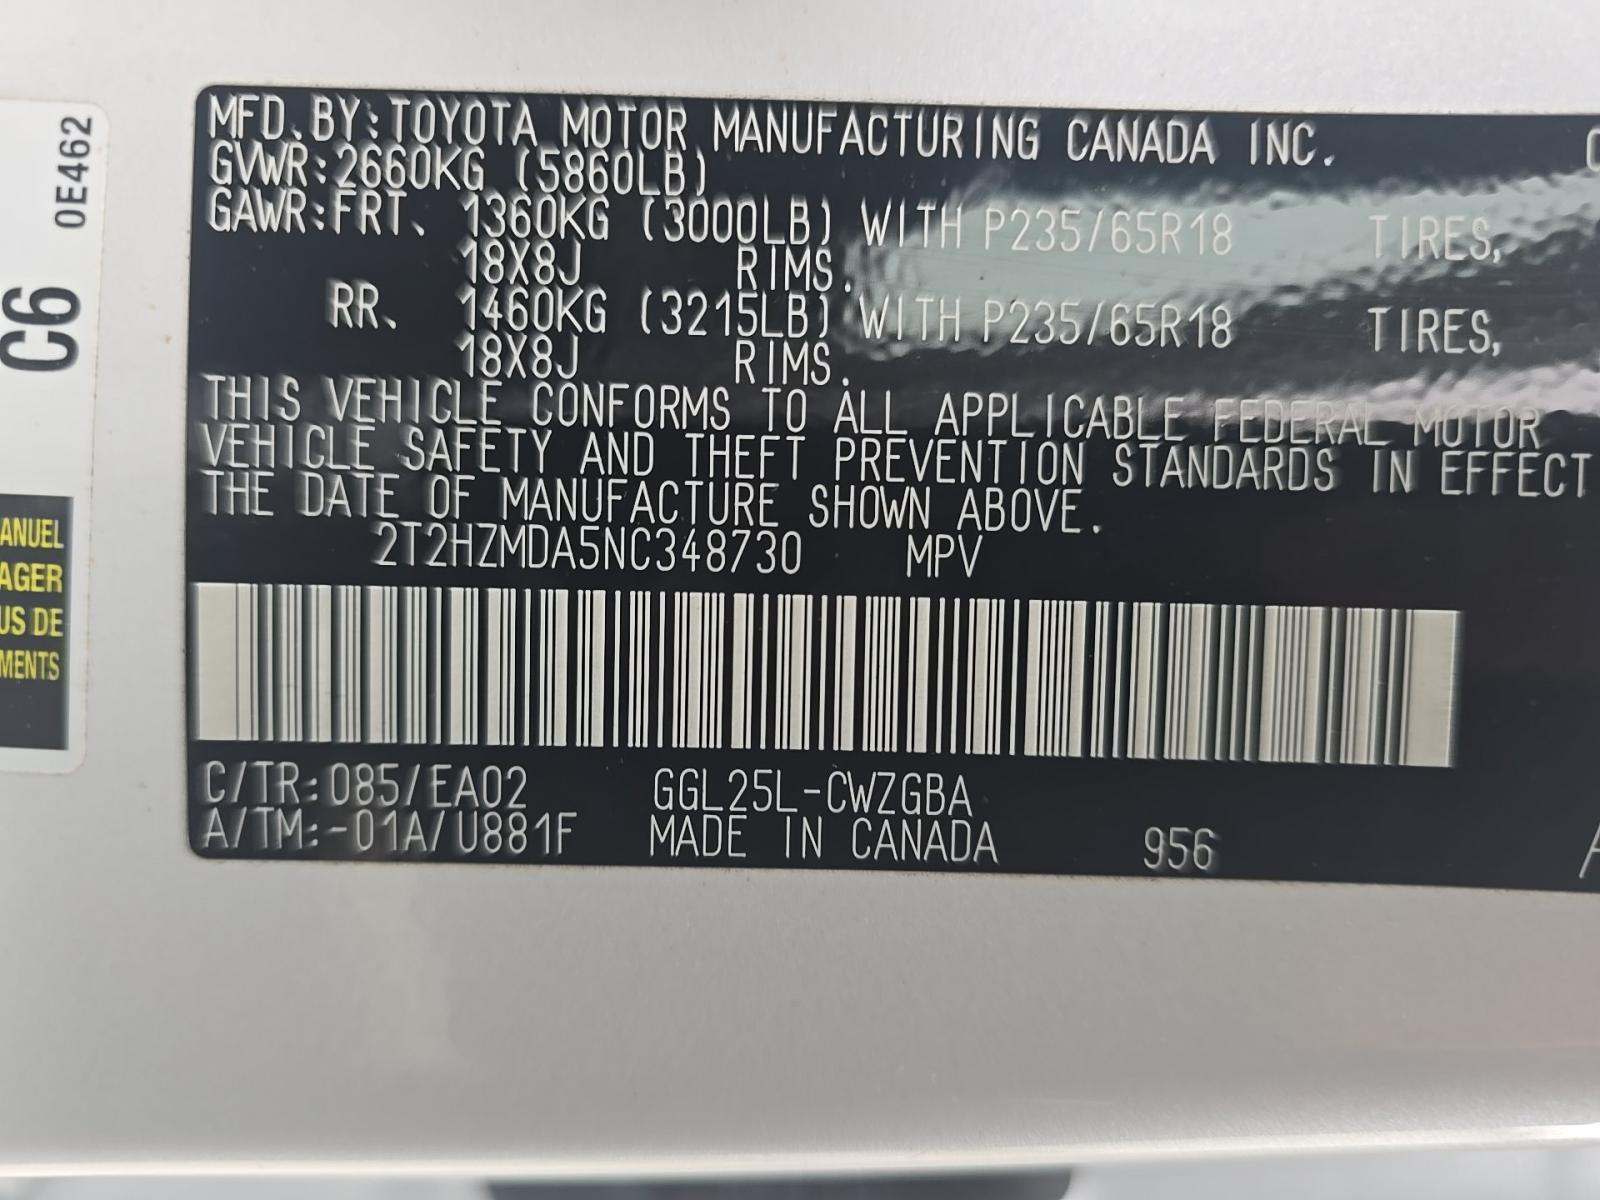 MFD. BY: TOYOTA MOTOR MANUFACTURING CANADA INC.
GVWR: 2660KG (5860LB)
GAWR: FRT. 1360KG (3000LB) WITH P235/65R18 TIRES,
18X8J RIMS.
RR. 1460KG (3215LB) WITH P235/65R18 TIRES,
18X8J RIMS.
THIS VEHICLE CONFORMS TO ALL APPLICABLE FEDERAL MOTOR
VEHICLE SAFETY AND THEFT PREVENTION STANDARDS IN EFFECT
THE DATE OF MANUFACTURE SHOWN ABOVE.
2T2HZMDA5NC348730 MPV
C/TR: 085/EA02 GGL25L-CWZGBA
A/TM: -01A/U881F MADE IN CANADA 956
0E462
C6
ANUEL
AGER
US DE
MENTS